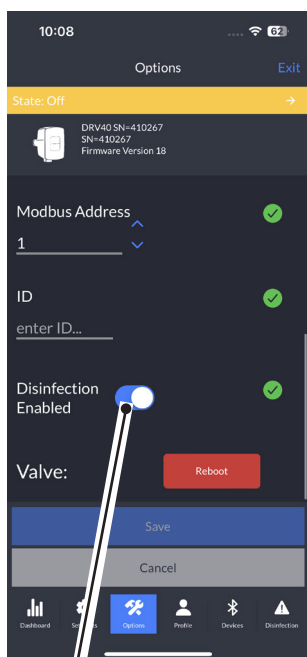 10:08
62
Options
Exit
State: Off
DRV40 SN=410267
SN=410267
Firmware Version 18
Modbus Address
1
ID
enter ID...
Disinfection
Enabled
Valve:
Reboot
Save
Cancel
Dashboard
Options
Profile
Devices
Disinfection